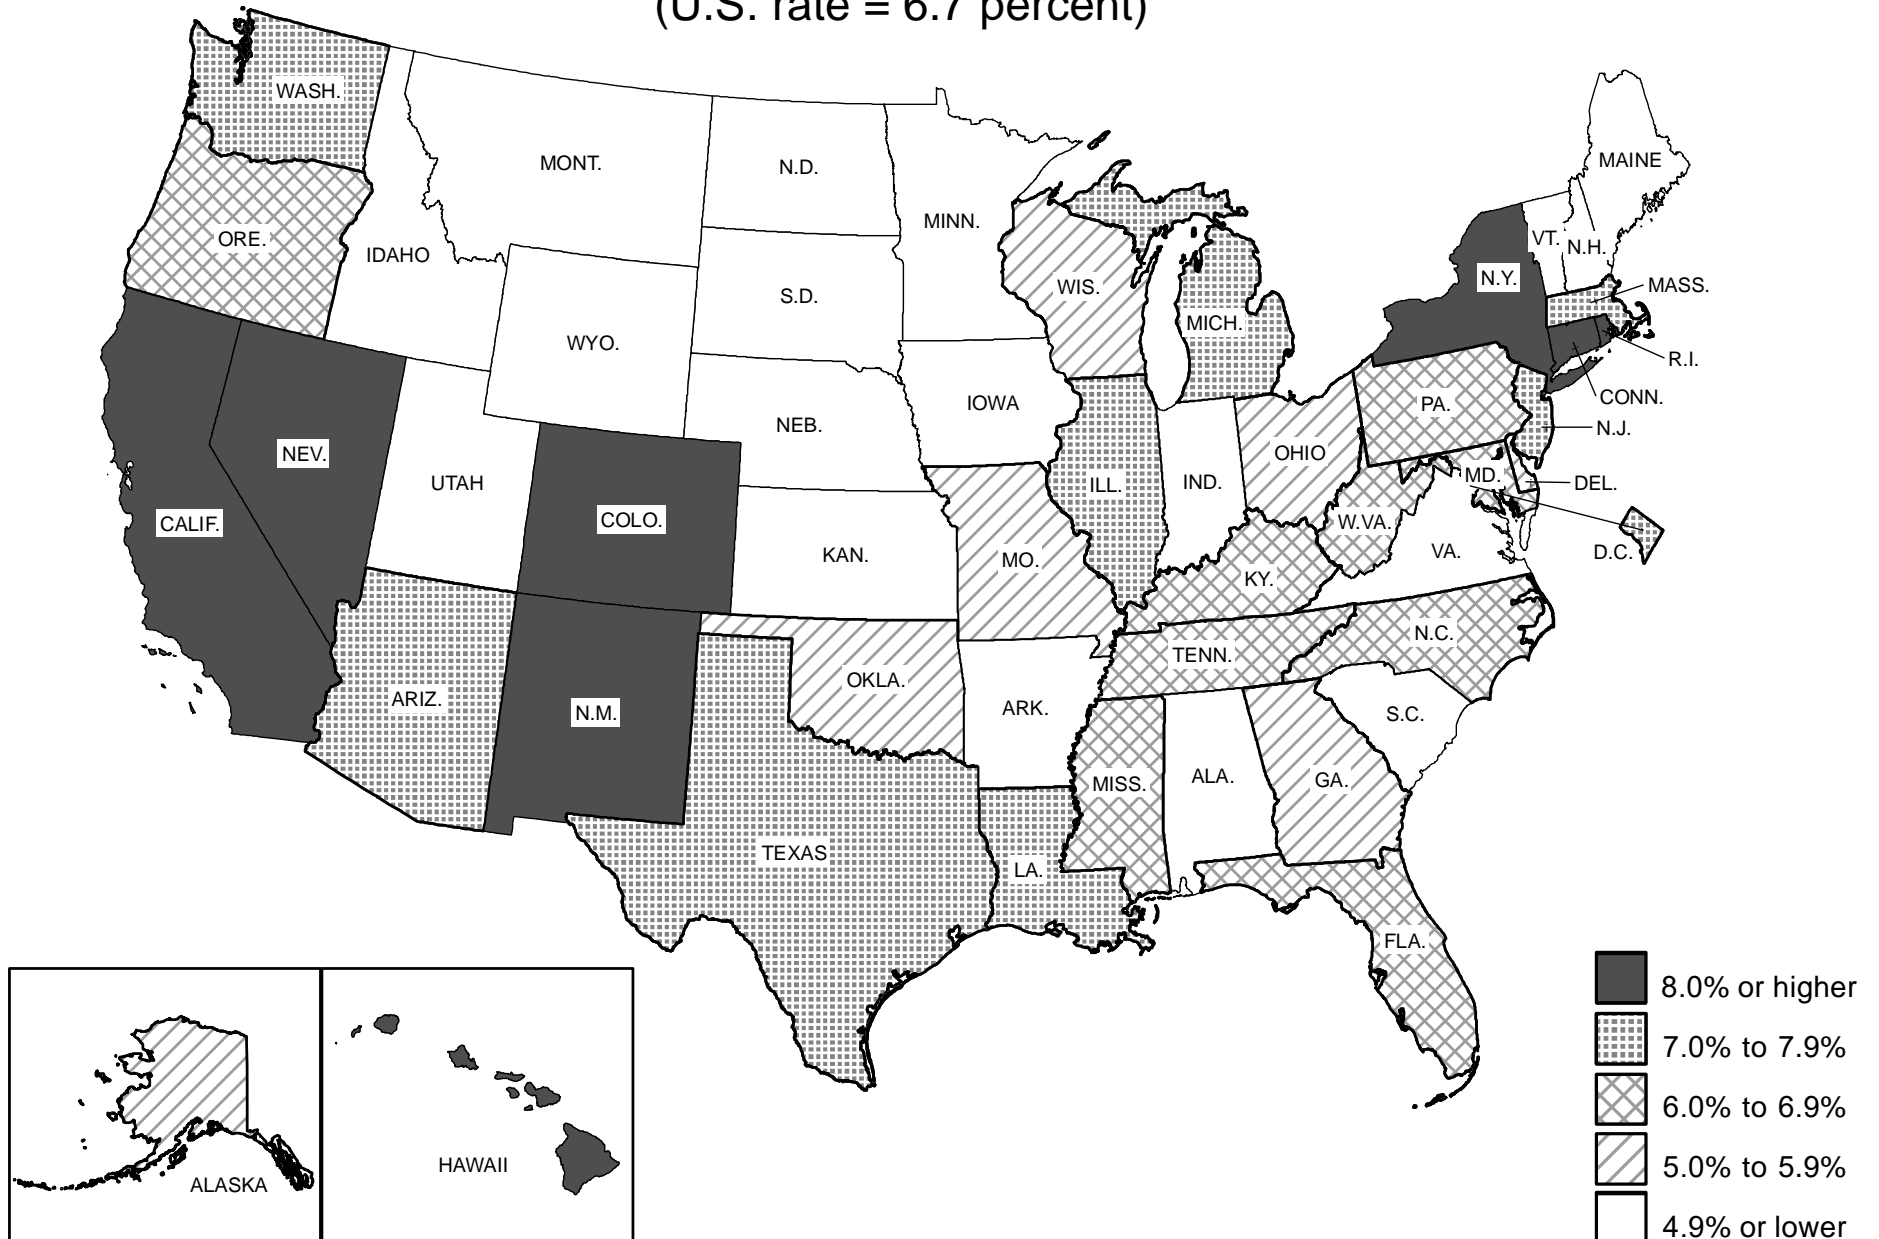 (U.S. rate = 6.7 percent)
WASH.
MONT.
N.D.
MINN.
MAINE
ORE.
IDAHO
WIS.
VT.
N.H.
N.Y.
MASS.
S.D.
WYO.
MICH.
R.I.
CONN.
IOWA
PA.
N.J.
NEB.
NEV.
UTAH
OHIO
ILL.
IND.
MD.
DEL.
CALIF.
COLO.
W.VA.
VA.
D.C.
KAN.
MO.
KY.
N.C.
TENN.
ARIZ.
OKLA.
N.M.
ARK.
S.C.
MISS.
ALA.
GA.
TEXAS
LA.
FLA.
ALASKA
HAWAII
8.0% or higher
7.0% to 7.9%
6.0% to 6.9%
5.0% to 5.9%
4.9% or lower